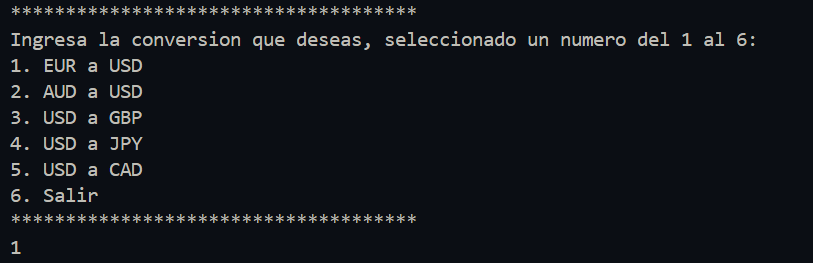 *************************************
Ingresa la conversion que deseas, seleccionado un numero del 1 al 6:
1. EUR a USD
2. AUD a USD
3. USD a GBP
4. USD a JPY
5. USD a CAD
6. Salir
*************************************
1